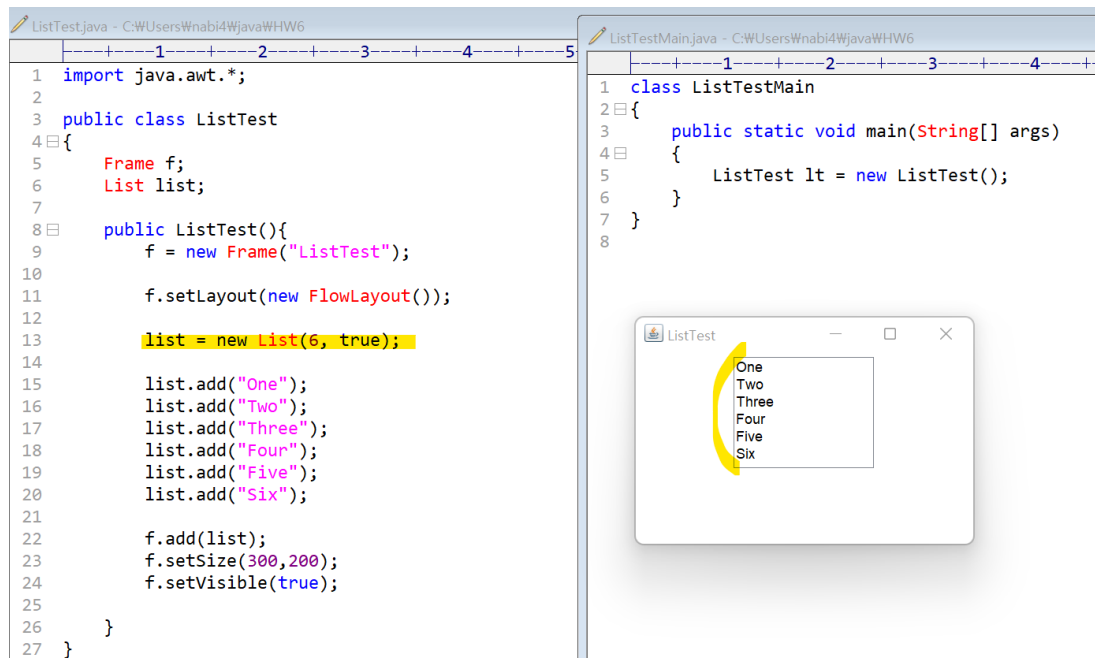 ListTest.java - C:₩Users₩nabi4₩java₩HW6
----+----1----+----2----+----3----+----4----+----5
1 import java.awt.*;
2
3 public class ListTest
4 {
5 Frame f;
6 List list;
7
8 public ListTest(){
9 f = new Frame("ListTest");
10
11 f.setLayout(new FlowLayout());
12
13 list = new List(6, true);
14
15 list.add("One");
16 list.add("Two");
17 list.add("Three");
18 list.add("Four");
19 list.add("Five");
20 list.add("Six");
21
22 f.add(list);
23 f.setSize(300,200);
24 f.setVisible(true);
25
26 }
27 }
ListTestMain.java - C:₩Users₩nabi4₩java₩HW6
----+----1----+----2----+----3----+----4----+-
1 class ListTestMain
2 {
3 public static void main(String[] args)
4 {
5 ListTest lt = new ListTest();
6 }
7 }
8
ListTest
One
Two
Three
Four
Five
Six